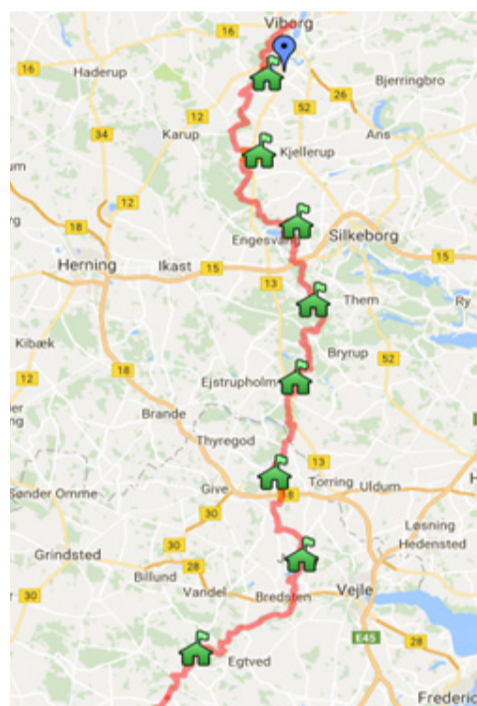 Viborg
16
16
Haderup
Bjerringbro
26
52
12
Karup
Ans
34
Kjellerup
12
18
Engesvang
Silkeborg
Herning
Ikast
15
15
13
Them
Ry
Kibæk
Bryrup
52
12
18
Ejstrupholm
Brande
Thyregod
13
Give
18
Tørring
Uldum
Sønder Omme
30
Løsning
30
Hedensted
Grindsted
28
Billund
Vandel
Bredsten
Vejle
30
E45
28
Egtved
Frederic